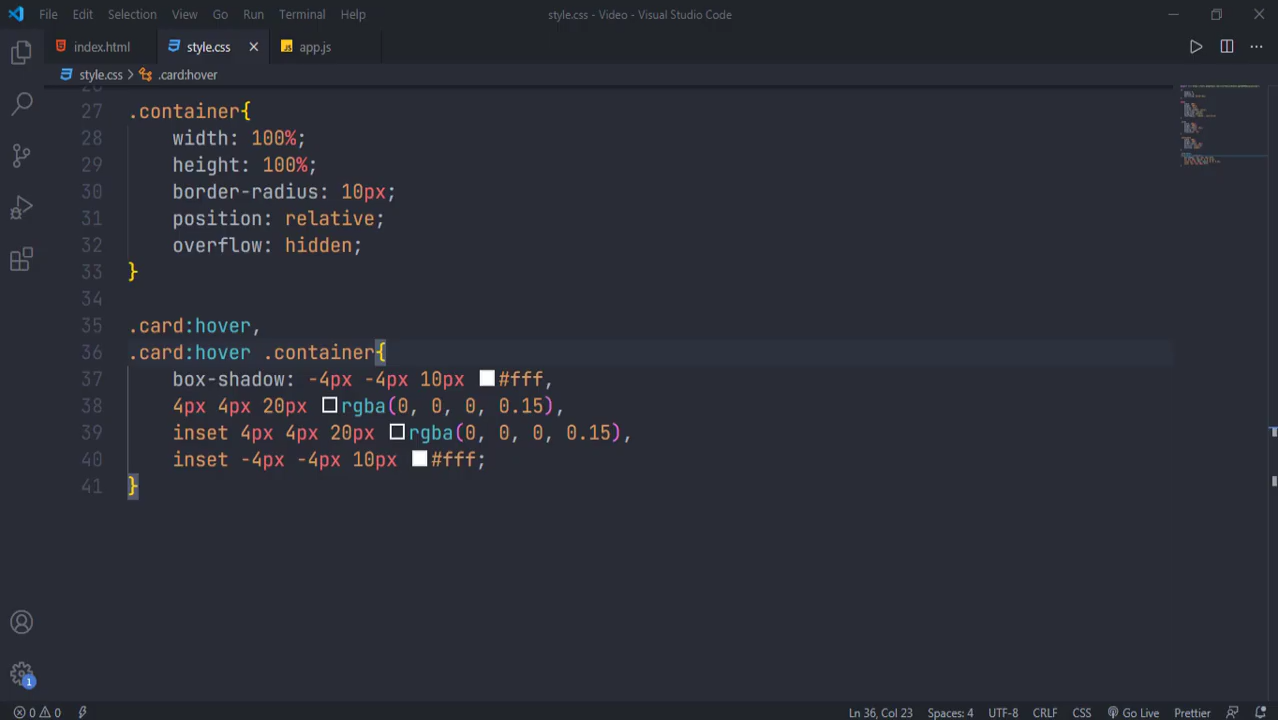 File Edit Selection View Go Run Terminal Help style.css - Video - Visual Studio Code
index.html style.css app.js
style.css > .card:hover
27 .container{
28 width: 100%;
29 height: 100%;
30 border-radius: 10px;
31 position: relative;
32 overflow: hidden;
33 }
34
35 .card:hover,
36 .card:hover .container{
37 box-shadow: -4px -4px 10px #fff,
38 4px 4px 20px rgba(0, 0, 0, 0.15),
39 inset 4px 4px 20px rgba(0, 0, 0, 0.15),
40 inset -4px -4px 10px #fff;
41 }
1
0 0 Ln 36, Col 23 Spaces: 4 UTF-8 CRLF CSS Go Live Prettier